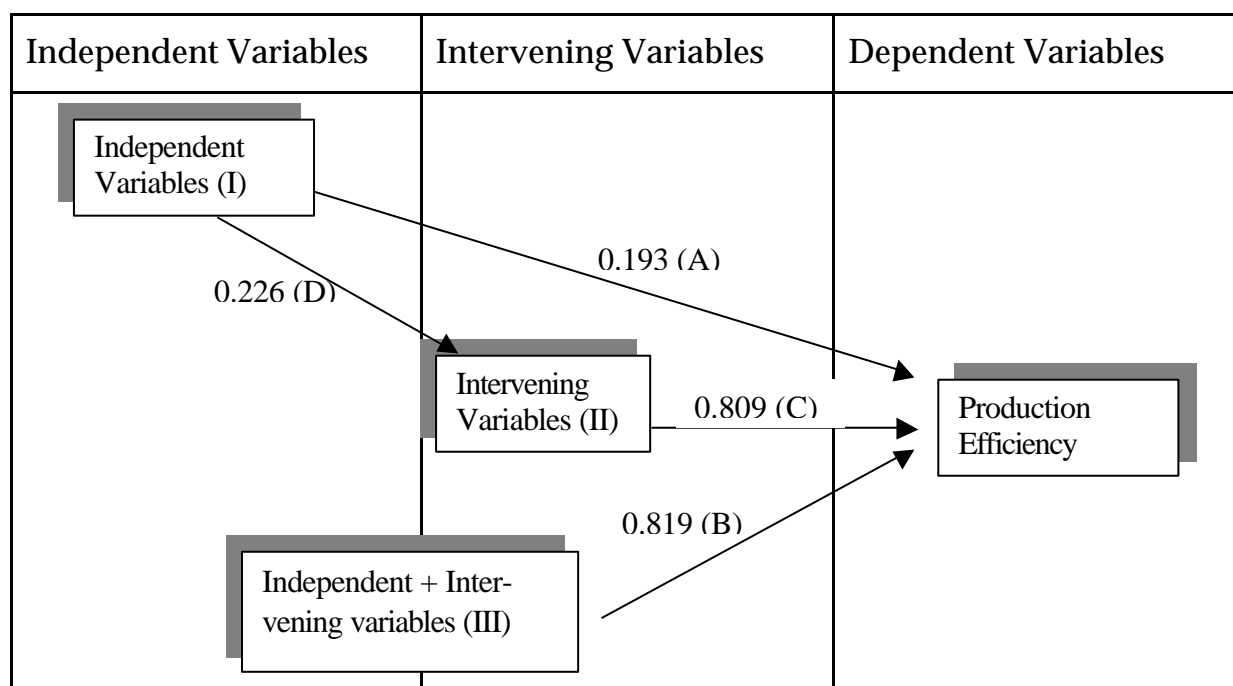 Independent Variables
Intervening Variables
Dependent Variables
Independent
Variables (I)
0.193 (A)
0.226 (D)
Intervening
Variables (II)
0.809 (C)
Production
Efficiency
0.819 (B)
Independent + Inter-
vening variables (III)